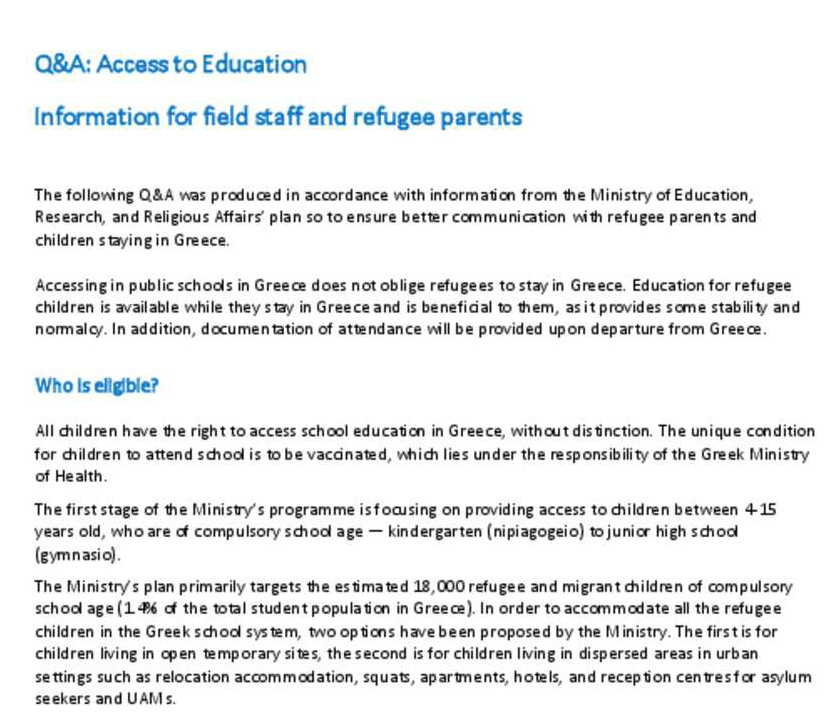 Q&A: Access to Education
Information for field staff and refugee parents
The following Q&A was produced in accordance with information from the Ministry of Education,
Research, and Religious Affairs' plan so to ensure better communication with refugee parents and
children staying in Greece.
Accessing in public schools in Greece does not oblige refugees to stay in Greece. Education for refugee
children is available while they stay in Greece and is beneficial to them, as it provides some stability and
normalcy. In addition, documentation of attendance will be provided upon departure from Greece.
Who is eligible?
All children have the right to access school education in Greece, without distinction. The unique condition
for children to attend school is to be vaccinated, which lies under the responsibility of the Greek Ministry
of Health.
The first stage of the Ministry's programme is focusing on providing access to children between 4-15
years old, who are of compulsory school age — kindergarten (nipiagogeio) to junior high school
(gymnasio).
The Ministry's plan primarily targets the estimated 18,000 refugee and migrant children of compulsory
school age (1.4% of the total student population in Greece). In order to accommodate all the refugee
children in the Greek school system, two options have been proposed by the Ministry. The first is for
children living in open temporary sites, the second is for children living in dispersed areas in urban
settings such as relocation accommodation, squats, apartments, hotels, and reception centres for asylum
seekers and UAMs.